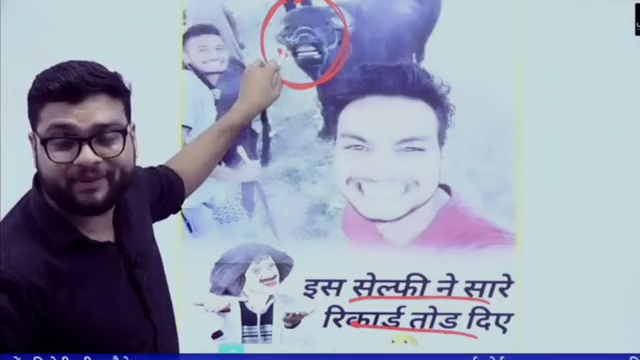 इस सेल्फी ने सारे
रिकार्ड तोड दिए